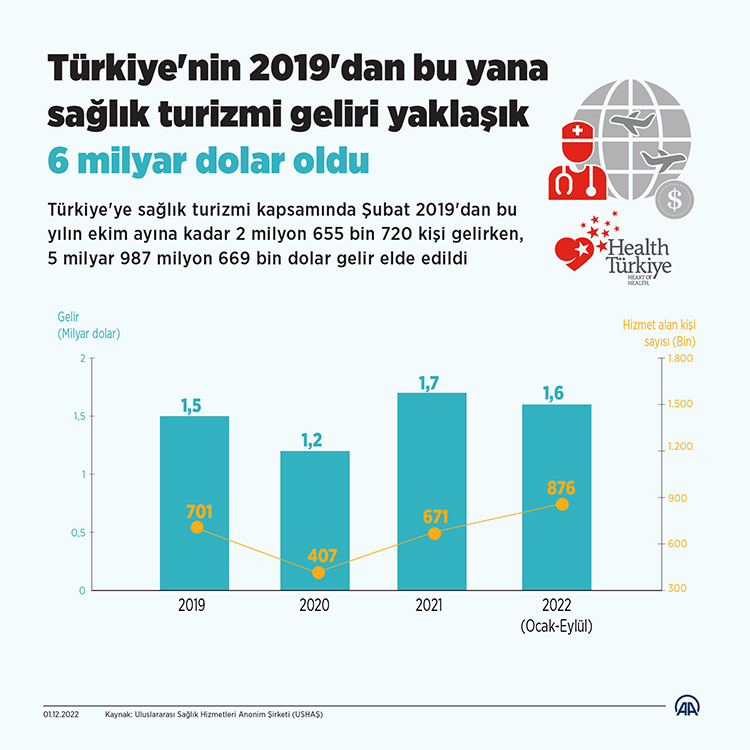 Türkiye'nin 2019'dan bu yana
sağlık turizmi geliri yaklaşık
6 milyar dolar oldu
Türkiye'ye sağlık turizmi kapsamında Şubat 2019'dan bu
yılın ekim ayına kadar 2 milyon 655 bin 720 kişi gelirken,
5 milyar 987 milyon 669 bin dolar gelir elde edildi
$
Health
Türkiye
HEART OF
HEALTH.
Gelir
(Milyar dolar)
Hizmet alan kişi
sayısı (Bin)
2
1,5
1
0,5
0
1.800
1.500
1.200
900
600
300
1,5
1,2
1,7
1,6
701
407
671
876
2019
2020
2021
2022
(Ocak-Eylül)
01.12.2022
Kaynak: Uluslararası Sağlık Hizmetleri Anonim Şirketi (USHAŞ)
AA